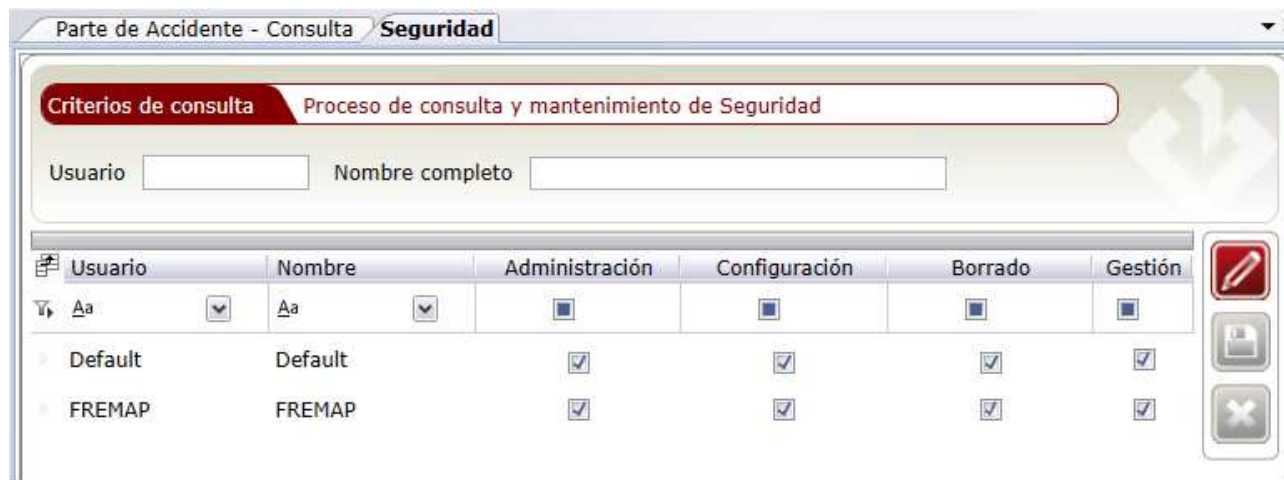 Parte de Accidente - Consulta Seguridad
Criterios de consulta Proceso de consulta y mantenimiento de Seguridad
Usuario Nombre completo
Usuario Nombre Administración Configuración Borrado Gestión
Aa Aa
Default Default
FREMAP FREMAP